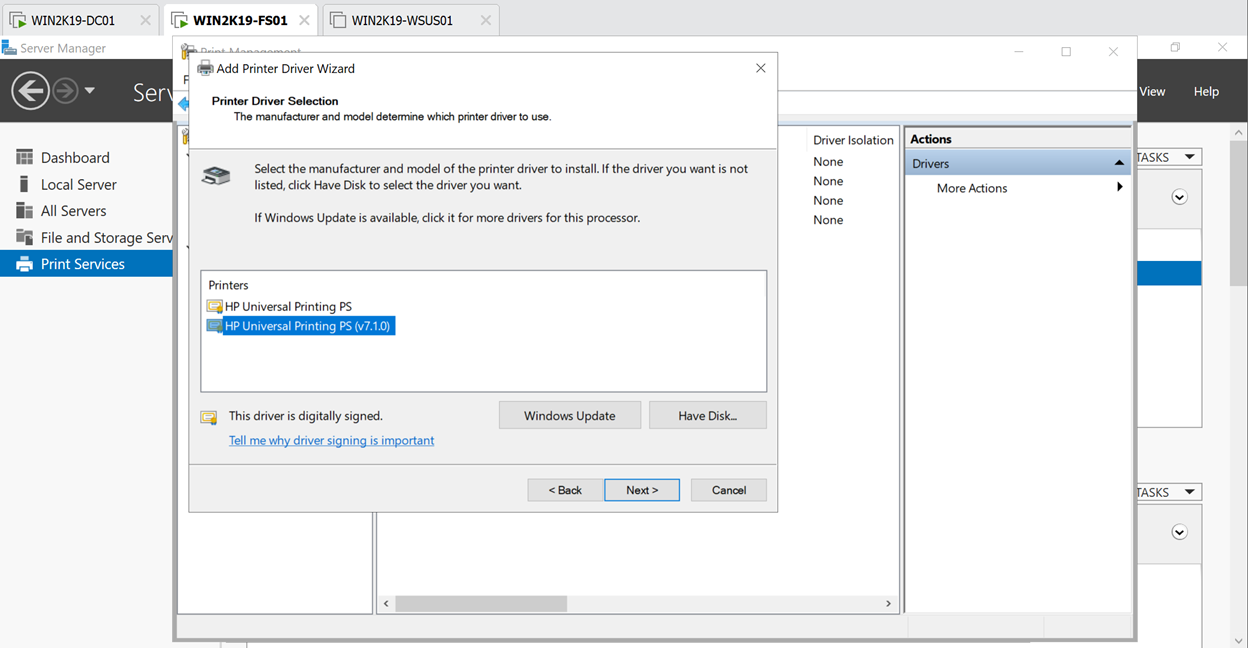 WIN2K19-DC01
WIN2K19-FS01
WIN2K19-WSUS01
Server Manager
Print Management
Add Printer Driver Wizard
Printer Driver Selection
The manufacturer and model determine which printer driver to use.
Serv
View
Help
Dashboard
Local Server
All Servers
File and Storage Serv
Print Services
Select the manufacturer and model of the printer driver to install. If the driver you want is not
listed, click Have Disk to select the driver you want.
If Windows Update is available, click it for more drivers for this processor.
Printers
HP Universal Printing PS
HP Universal Printing PS (v7.1.0)
This driver is digitally signed.
Tell me why driver signing is important
Windows Update
Have Disk...
< Back
Next >
Cancel
Driver Isolation
None
None
None
None
Actions
Drivers
More Actions
TASKS
TASKS